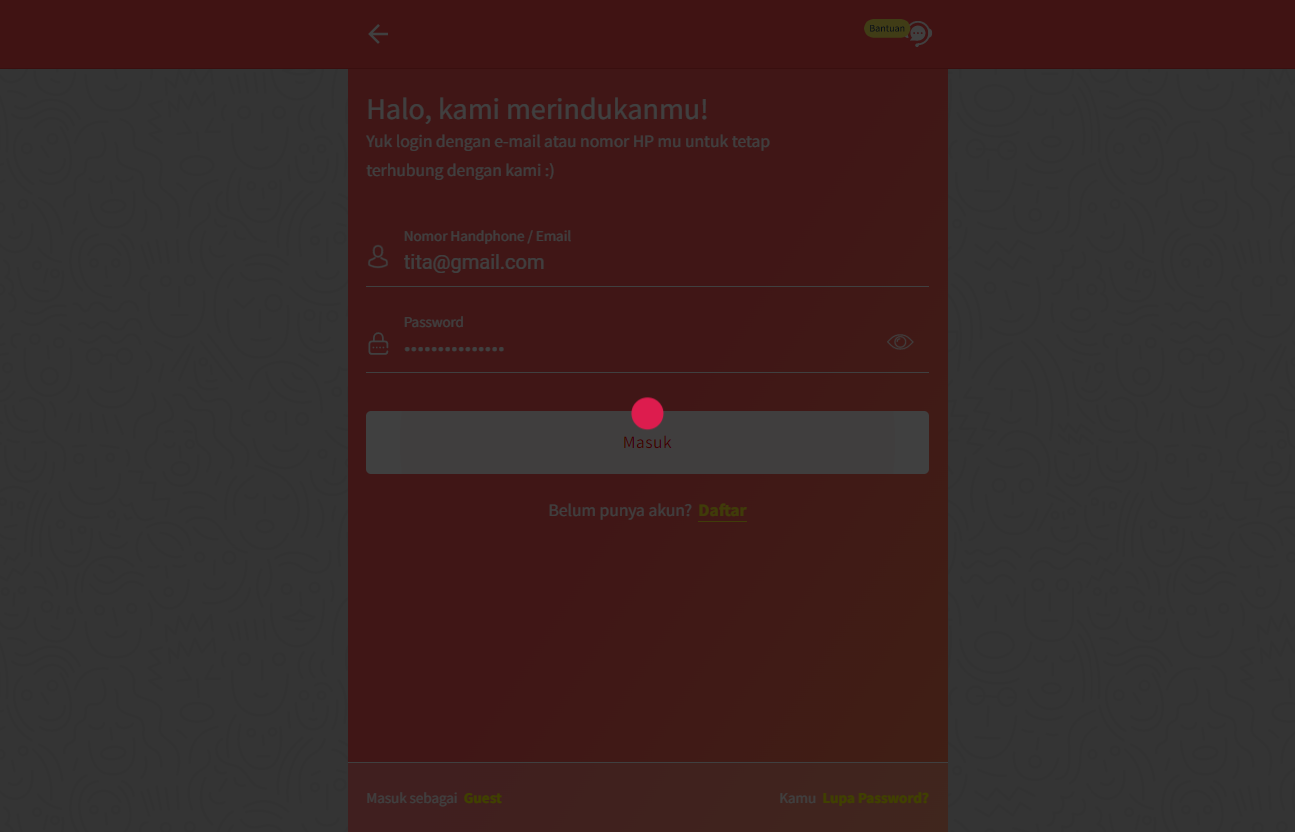 Bantuan
Halo, kami merindukanmu!
Yuk login dengan e-mail atau nomor HP mu untuk tetap
terhubung dengan kami :)
Nomor Handphone / Email
tita@gmail.com
Password
•••••••••••••••
Masuk
Belum punya akun? Daftar
Masuk sebagai Guest
Kamu Lupa Password?